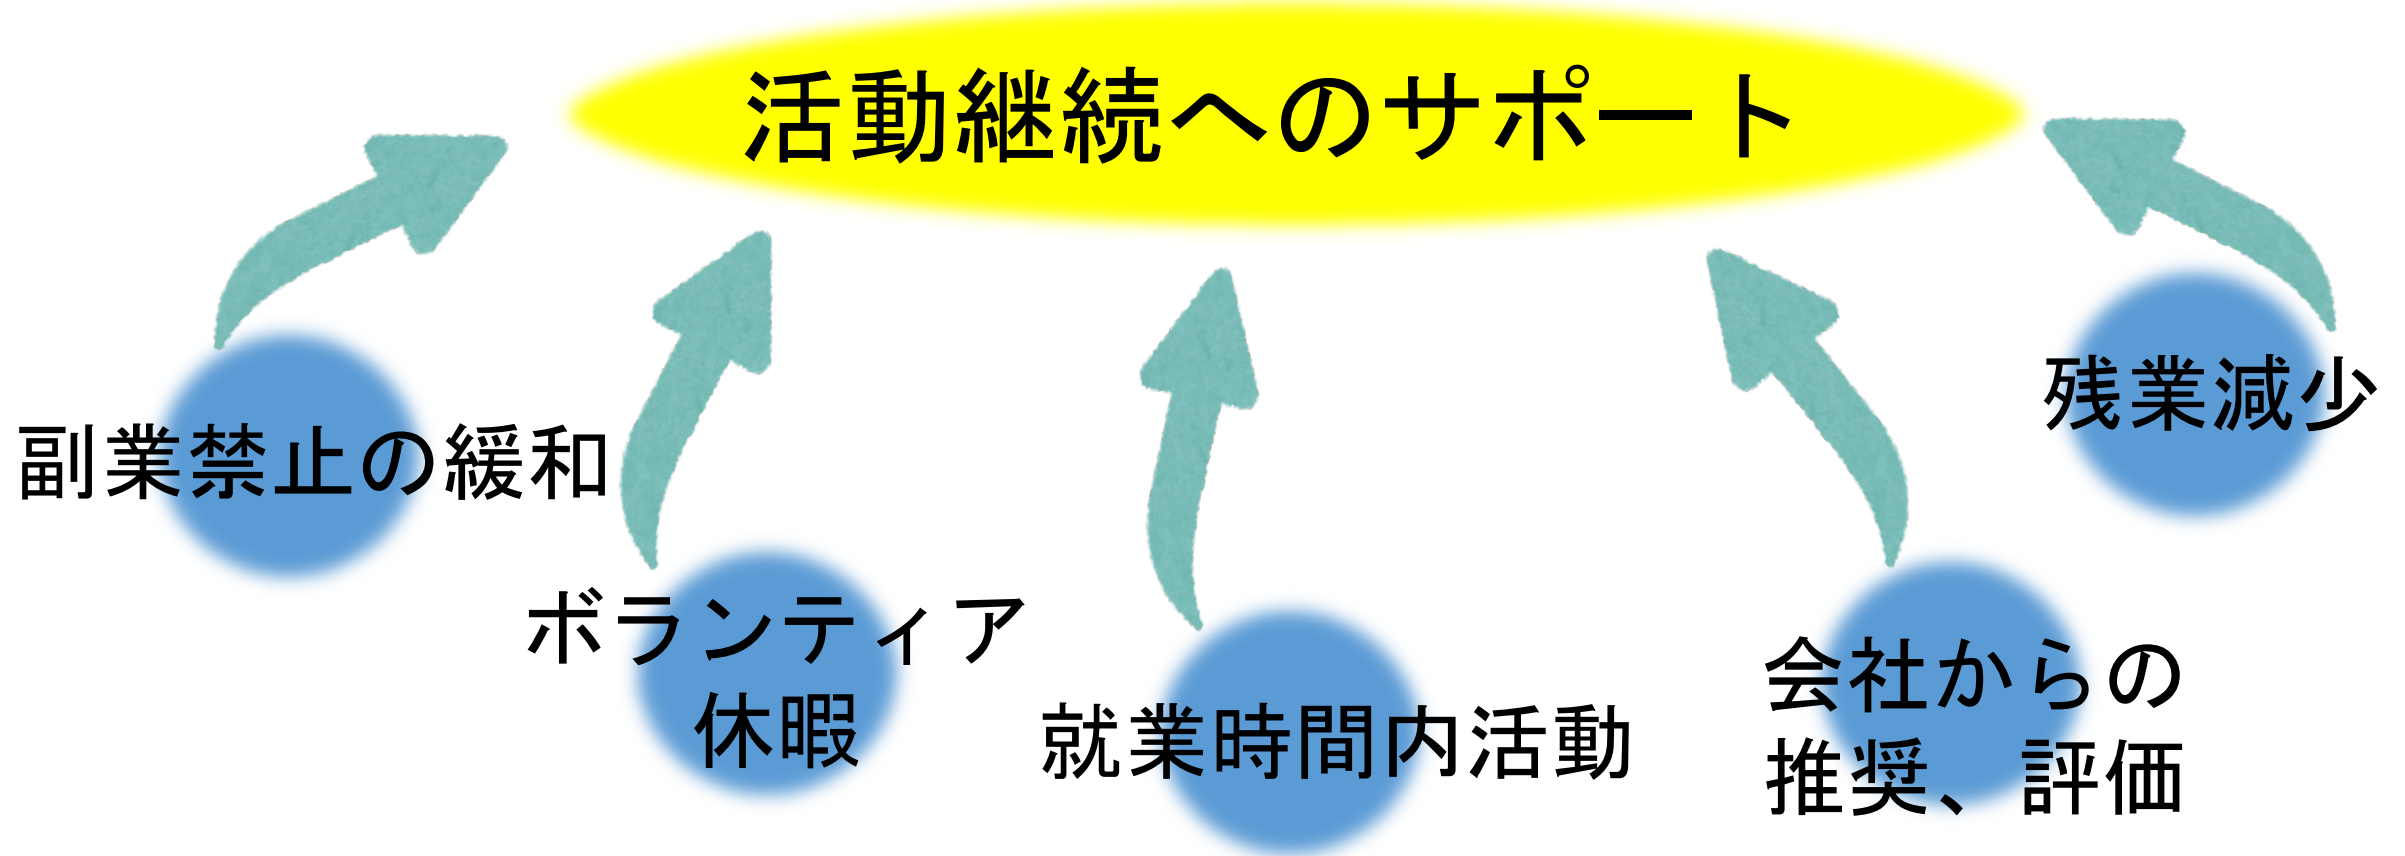 活動継続へのサポート
副業禁止の緩和
ボランティア
休暇
就業時間内活動
会社からの
推奨、評価
残業減少